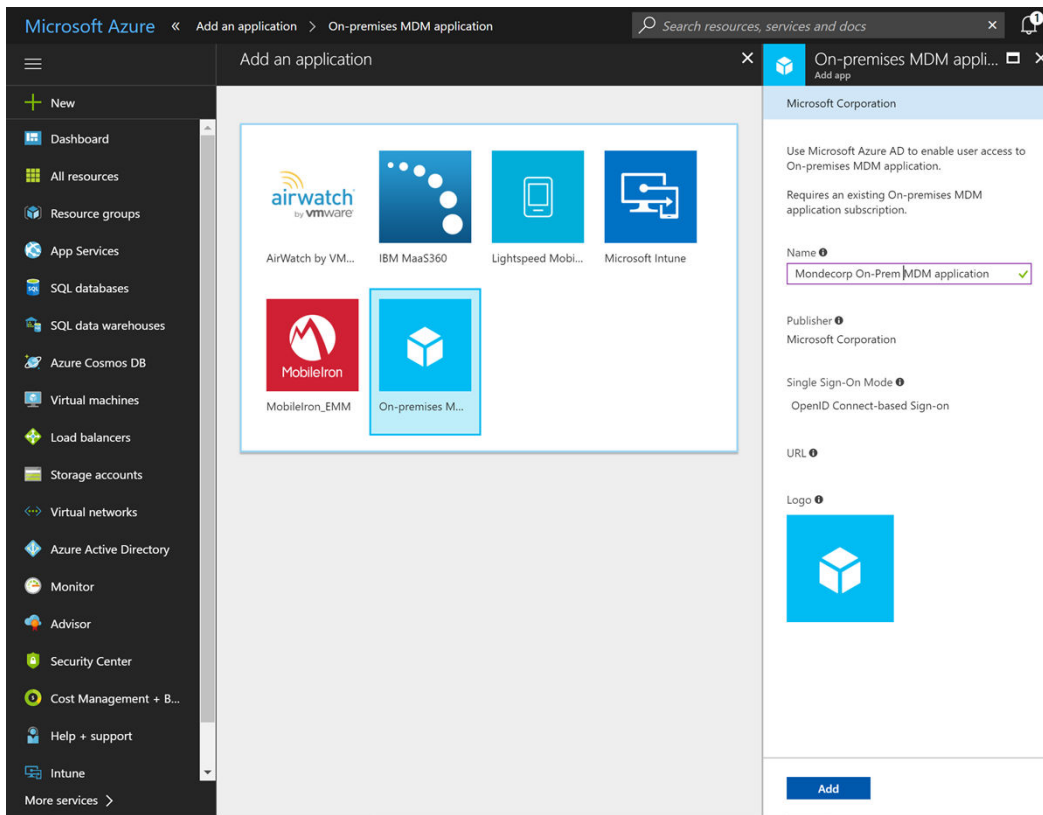 Microsoft Azure « Add an application > On-premises MDM application
Search resources, services and docs
1
New
Dashboard
All resources
Resource groups
App Services
SQL databases
SQL data warehouses
Azure Cosmos DB
Virtual machines
Load balancers
Storage accounts
Virtual networks
Azure Active Directory
Monitor
Advisor
Security Center
Cost Management + B...
Help + support
Intune
More services >
Add an application
airwatch
by vmware
AirWatch by VM...
IBM MaaS360
Lightspeed Mobi...
Microsoft Intune
MobileIron
MobileIron_EMM
On-premises M...
On-premises MDM appli...
Add app
Microsoft Corporation
Use Microsoft Azure AD to enable user access to
On-premises MDM application.
Requires an existing On-premises MDM
application subscription.
Name
Mondecorp On-Prem MDM application
Publisher
Microsoft Corporation
Single Sign-On Mode
OpenID Connect-based Sign-on
URL
Logo
Add